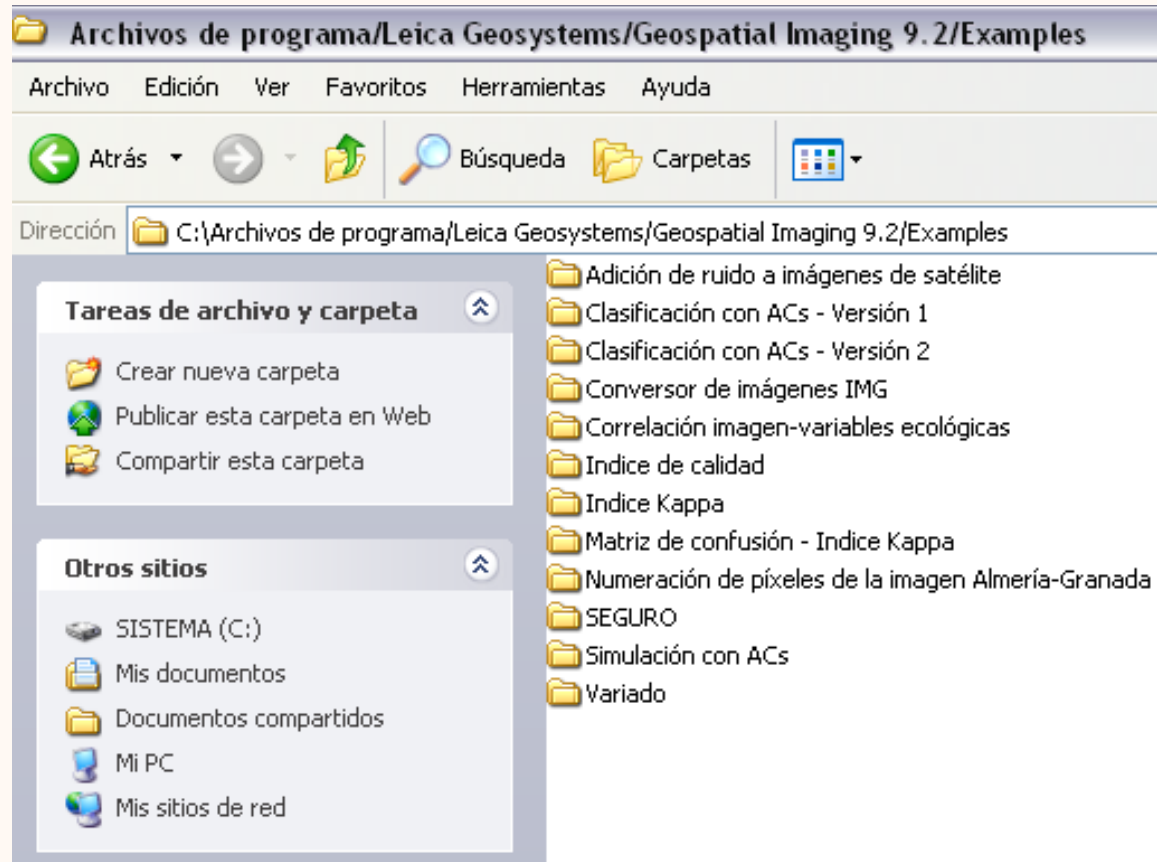 Archivos de programa/Leica Geosystems/Geospatial Imaging 9.2/Examples
Archivo Edición Ver Favoritos Herramientas Ayuda
Atrás Búsqueda Carpetas
Dirección C:\Archivos de programa/Leica Geosystems/Geospatial Imaging 9.2/Examples
Tareas de archivo y carpeta
Crear nueva carpeta
Publicar esta carpeta en Web
Compartir esta carpeta
Otros sitios
SISTEMA (C:)
Mis documentos
Documentos compartidos
Mi PC
Mis sitios de red
Adición de ruido a imágenes de satélite
Clasificación con ACs - Versión 1
Clasificación con ACs - Versión 2
Conversor de imágenes IMG
Correlación imagen-variables ecológicas
Indice de calidad
Indice Kappa
Matriz de confusión - Indice Kappa
Numeración de píxeles de la imagen Almería-Granada
SEGURO
Simulación con ACs
Variado